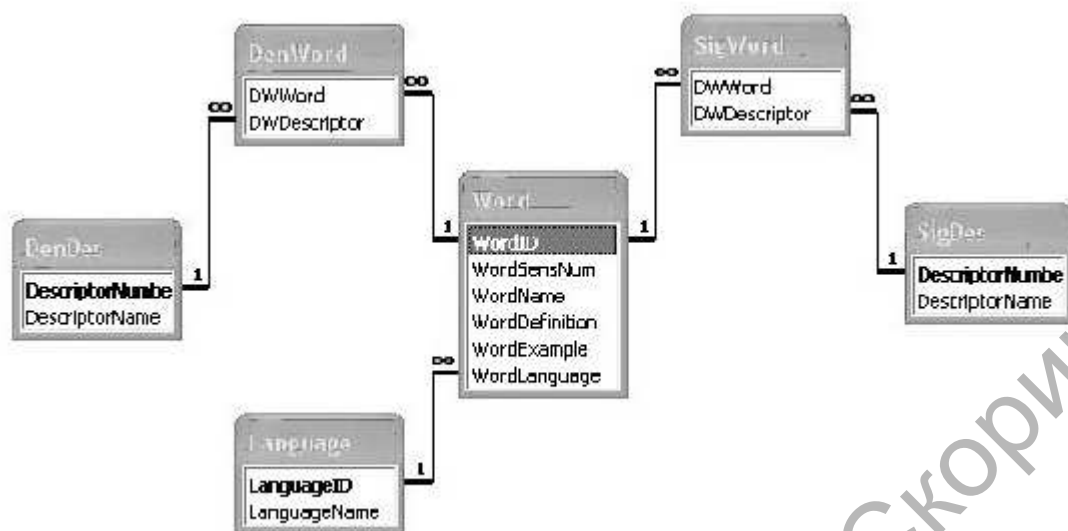 DenWord
DWWord
DWDescriptor
∞
∞
SigWord
DWWord
DWDescriptor
∞
∞
DenDes
DescriptorNumbe
DescriptorName
1
Word
WordID
WordSensNum
WordName
WordDefinition
WordExample
WordLanguage
1
1
∞
SigDes
DescriptorNumbe
DescriptorName
1
Language
LanguageID
LanguageName
1